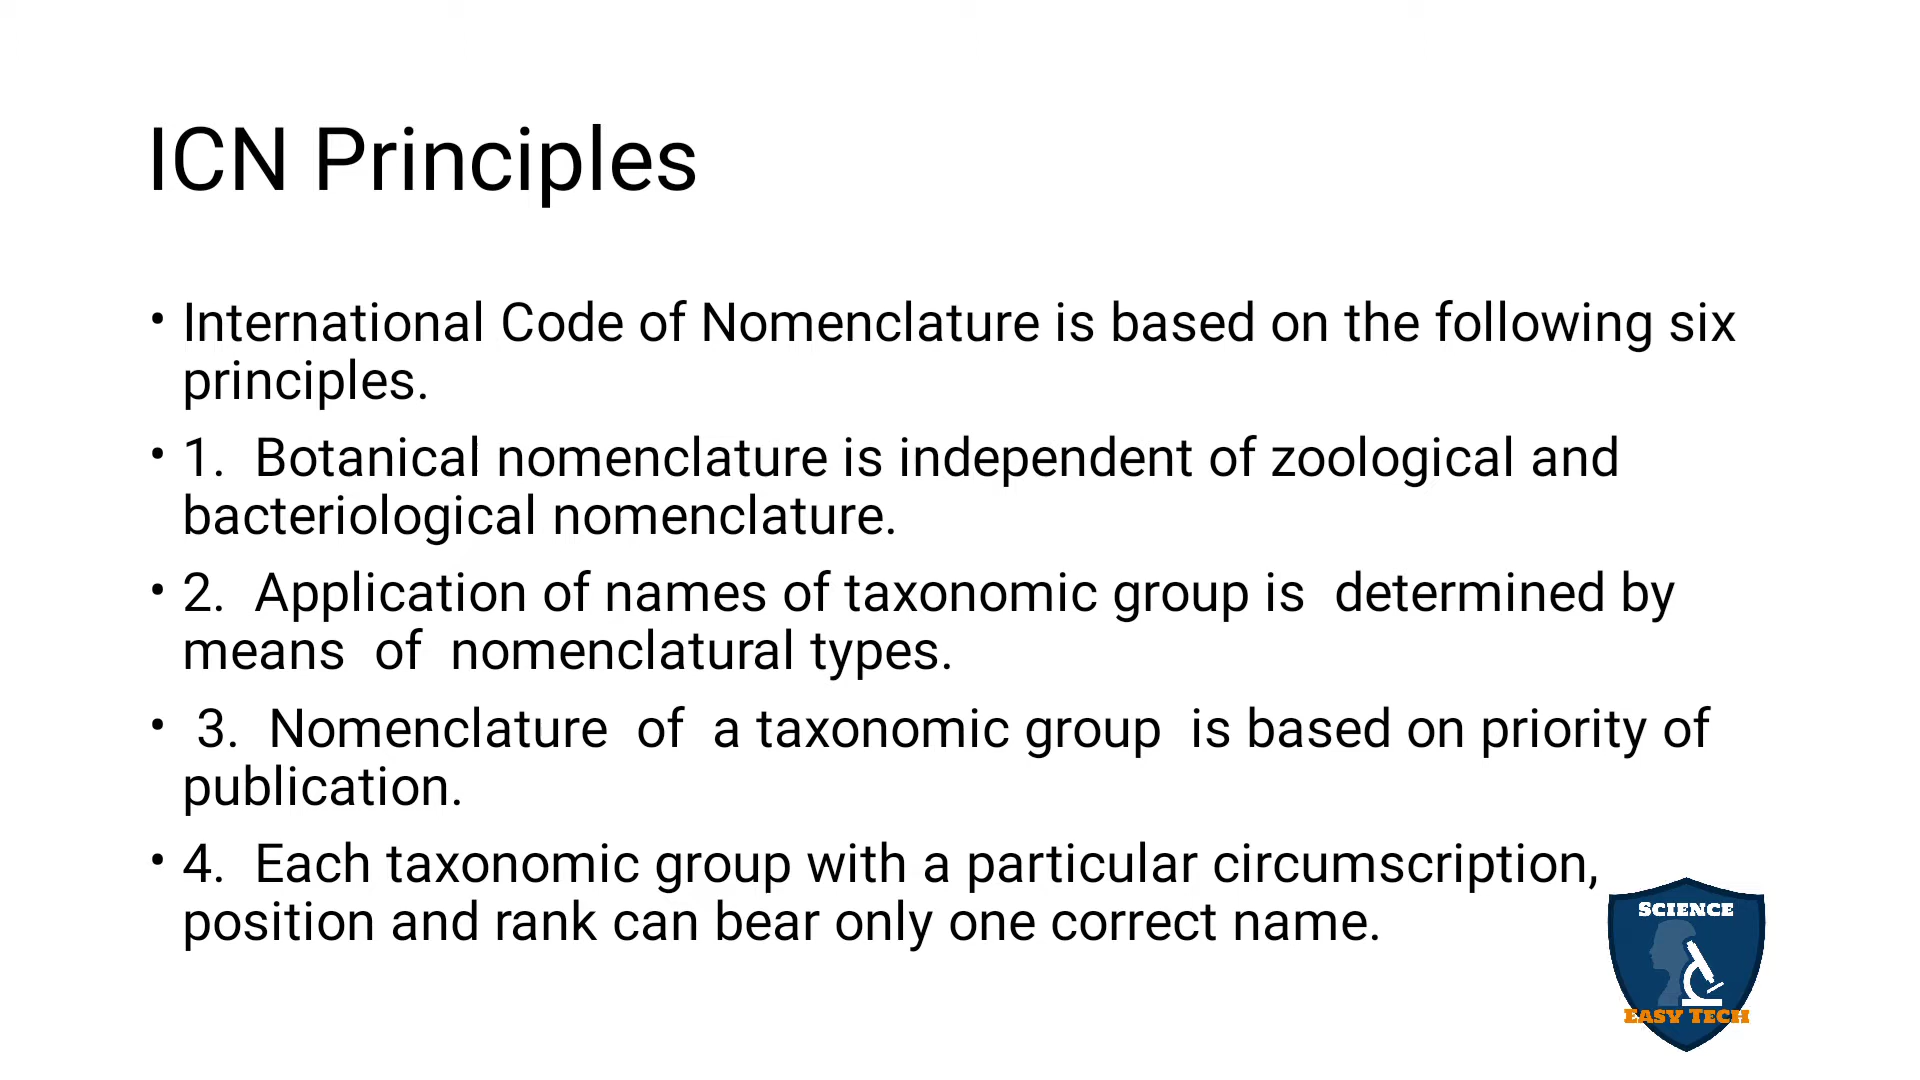 ICN Principles
• International Code of Nomenclature is based on the following six
principles.
• 1.  Botanical nomenclature is independent of zoological and
bacteriological nomenclature.
• 2.  Application of names of taxonomic group is  determined by
means  of  nomenclatural types.
•  3.  Nomenclature  of  a taxonomic group  is based on priority of
publication.
• 4.  Each taxonomic group with a particular circumscription,
position and rank can bear only one correct name.
SCIENCE
EASY TECH